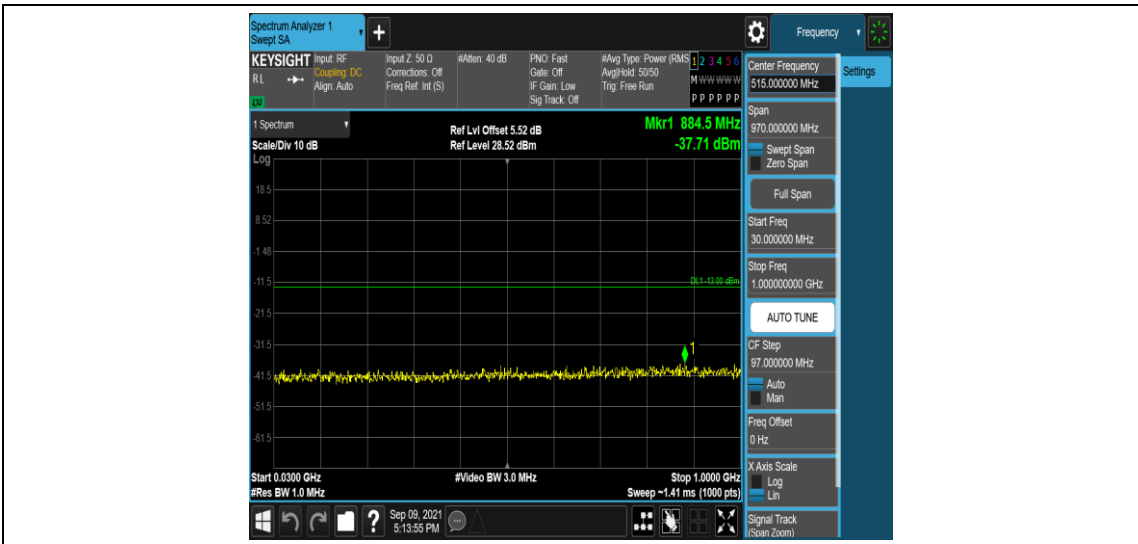 Spectrum Analyzer 1
Swept SA
+
Frequency
KEYSIGHT
RL
LXI
Input: RF
Coupling: DC
Align: Auto
Input Z: 50 Ω
Corrections: Off
Freq Ref: Int (S)
#Atten: 40 dB
PNO: Fast
Gate: Off
IF Gain: Low
Sig Track: Off
#Avg Type: Power (RMS
Avg|Hold: 50/50
Trig: Free Run
1 2 3 4 5 6
M W W W W W
P P P P P P
1 Spectrum
Scale/Div 10 dB
Ref Lvl Offset 5.52 dB
Ref Level 28.52 dBm
Mkr1 884.5 MHz
-37.71 dBm
Log
18.5
8.52
-1.48
-11.5
-21.5
-31.5
-41.5
-51.5
-61.5
DL1 -13.00 dBm
1
Start 0.0300 GHz
#Res BW 1.0 MHz
#Video BW 3.0 MHz
Stop 1.0000 GHz
Sweep ~1.41 ms (1000 pts)
?
Sep 09, 2021
5:13:55 PM
Center Frequency
515.000000 MHz
Settings
Span
970.000000 MHz
Swept Span
Zero Span
Full Span
Start Freq
30.000000 MHz
Stop Freq
1.000000000 GHz
AUTO TUNE
CF Step
97.000000 MHz
Auto
Man
Freq Offset
0 Hz
X Axis Scale
Log
Lin
Signal Track
(Span Zoom)